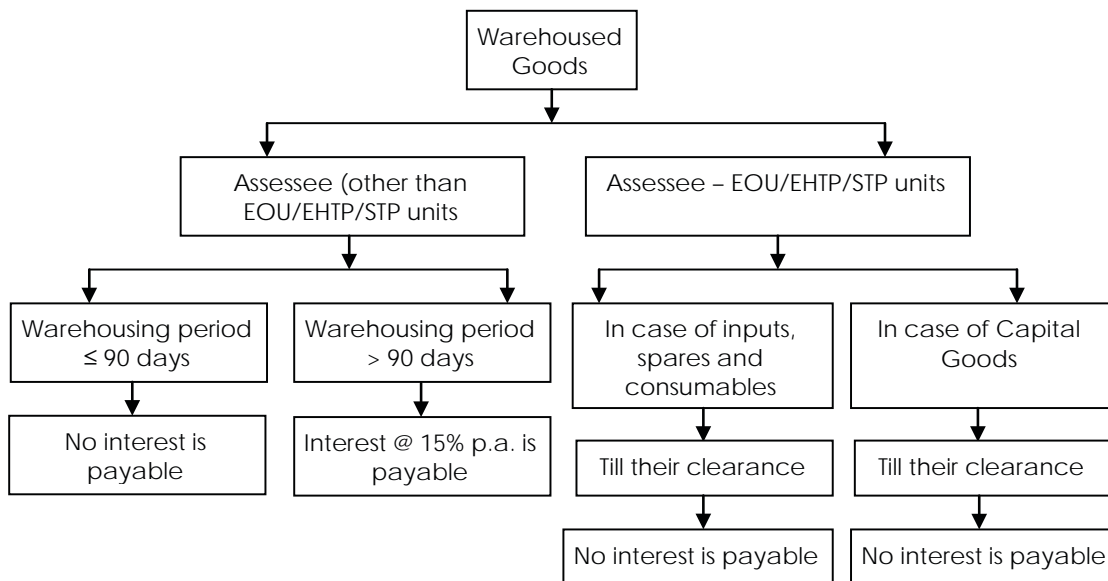 Warehoused
Goods
Assessee (other than
EOU/EHTP/STP units
Assessee – EOU/EHTP/STP units
Warehousing period
≤ 90 days
Warehousing period
> 90 days
In case of inputs,
spares and
consumables
In case of Capital
Goods
No interest is
payable
Interest @ 15% p.a. is
payable
Till their clearance
Till their clearance
No interest is payable
No interest is payable